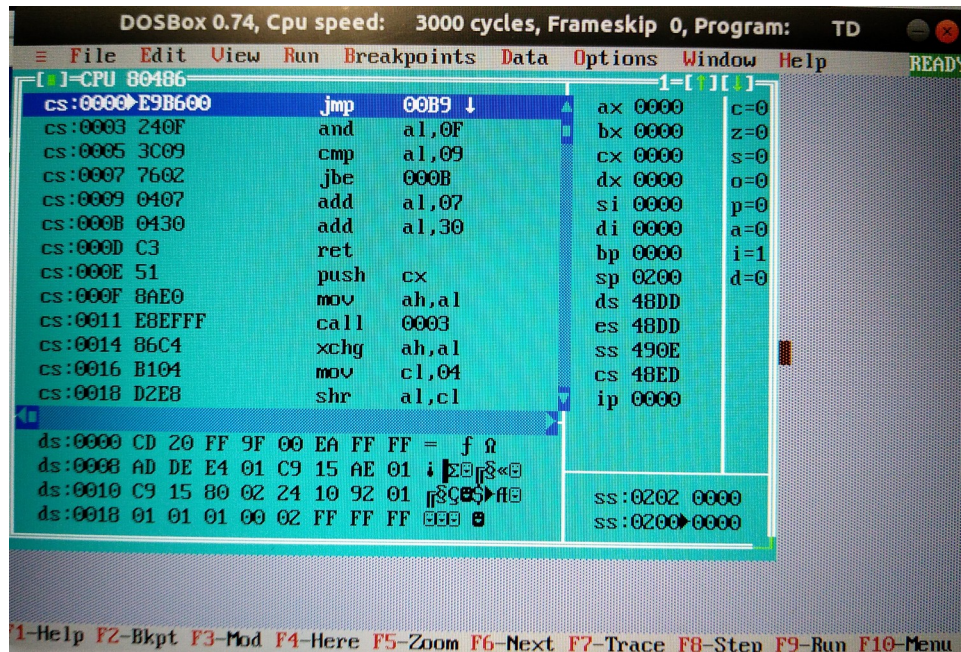 DOSBox 0.74, Cpu speed: 3000 cycles, Frameskip 0, Program: TD
≡ File Edit View Run Breakpoints Data Options Window Help READY
[■]=CPU 80486 1=[↑][↓]
cs:0000►E9B600 jmp 00B9 ↓ ax 0000 c=0
cs:0003 240F and al,0F bx 0000 z=0
cs:0005 3C09 cmp al,09 cx 0000 s=0
cs:0007 7602 jbe 000B dx 0000 o=0
cs:0009 0407 add al,07 si 0000 p=0
cs:000B 0430 add al,30 di 0000 a=0
cs:000D C3 ret bp 0000 i=1
cs:000E 51 push cx sp 0200 d=0
cs:000F 8AE0 mov ah,al ds 48DD
cs:0011 E8EFFF call 0003 es 48DD
cs:0014 86C4 xchg ah,al ss 490E
cs:0016 B104 mov cl,04 cs 48ED
cs:0018 D2E8 shr al,cl ip 0000
ds:0000 CD 20 FF 9F 00 EA FF FF = ƒ Ω
ds:0008 AD DE E4 01 C9 15 AE 01
ds:0010 C9 15 80 02 24 10 92 01 ss:0202 0000
ds:0018 01 01 01 00 02 FF FF FF ss:0200►0000
F1-Help F2-Bkpt F3-Mod F4-Here F5-Zoom F6-Next F7-Trace F8-Step F9-Run F10-Menu